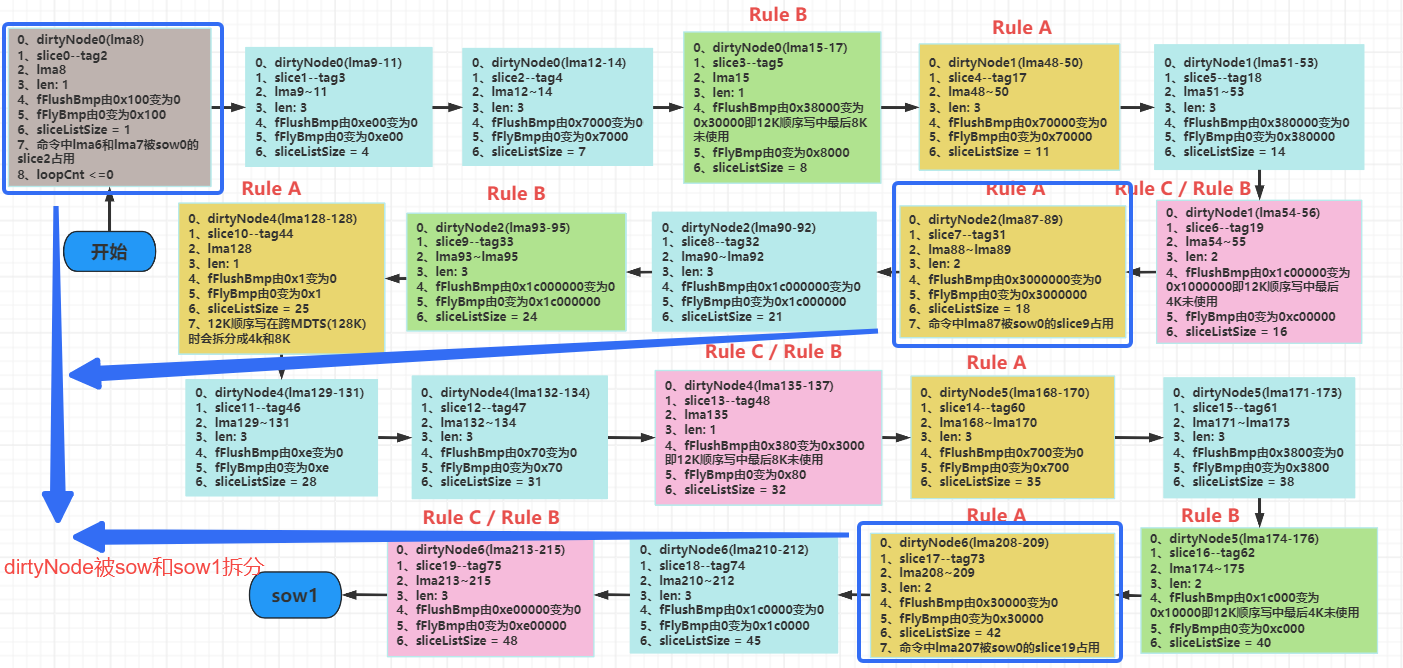 开始
0、dirtyNode0(lma8)
1、slice0--tag2
2、lma8
3、len: 1
4、fFlushBmp由0x100变为0
5、fFlyBmp由0变为0x100
6、sliceListSize = 1
7、命令中lma6和lma7被sow0的
slice2占用
8、loopCnt <=0
0、dirtyNode0(lma9-11)
1、slice1--tag3
2、lma9~11
3、len: 3
4、fFlushBmp由0xe00变为0
5、fFlyBmp由0变为0xe00
6、sliceListSize = 4
0、dirtyNode0(lma12-14)
1、slice2--tag4
2、lma12~14
3、len: 3
4、fFlushBmp由0x7000变为0
5、fFlyBmp由0变为0x7000
6、sliceListSize = 7
Rule B
0、dirtyNode0(lma15-17)
1、slice3--tag5
2、lma15
3、len: 1
4、fFlushBmp由0x38000变为
0x30000即12K顺序写中最后8K
未使用
5、fFlyBmp由0变为0x8000
6、sliceListSize = 8
Rule A
0、dirtyNode1(lma48-50)
1、slice4--tag17
2、lma48~50
3、len: 3
4、fFlushBmp由0x70000变为0
5、fFlyBmp由0变为0x70000
6、sliceListSize = 11
0、dirtyNode1(lma51-53)
1、slice5--tag18
2、lma51~53
3、len: 3
4、fFlushBmp由0x380000变为0
5、fFlyBmp由0变为0x380000
6、sliceListSize = 14
Rule C / Rule B
0、dirtyNode1(lma54-56)
1、slice6--tag19
2、lma54~55
3、len: 2
4、fFlushBmp由0x1c00000变为
0x1000000即12K顺序写中最后
4K未使用
5、fFlyBmp由0变为0xc00000
6、sliceListSize = 16
Rule A
0、dirtyNode2(lma87-89)
1、slice7--tag31
2、lma88~lma89
3、len: 2
4、fFlushBmp由0x3000000变为0
5、fFlyBmp由0变为0x3000000
6、sliceListSize = 18
7、命令中lma87被sow0的slice9占用
0、dirtyNode2(lma90-92)
1、slice8--tag32
2、lma90~lma92
3、len: 3
4、fFlushBmp由0x1c000000变为0
5、fFlyBmp由0变为0x1c000000
6、sliceListSize = 21
Rule B
0、dirtyNode2(lma93-95)
1、slice9--tag33
2、lma93~lma95
3、len: 3
4、fFlushBmp由0x1c000000变为0
5、fFlyBmp由0变为0x1c000000
6、sliceListSize = 24
Rule A
0、dirtyNode4(lma128-128)
1、slice10--tag44
2、lma128
3、len: 1
4、fFlushBmp由0x1变为0
5、fFlyBmp由0变为0x1
6、sliceListSize = 25
7、12K顺序写在跨MDTS(128K)
时会拆分成4k和8K
0、dirtyNode4(lma129-131)
1、slice11--tag46
2、lma129~131
3、len: 3
4、fFlushBmp由0xe为0
5、fFlyBmp由0变为0xe
6、sliceListSize = 28
0、dirtyNode4(lma132-134)
1、slice12--tag47
2、lma132~134
3、len: 3
4、fFlushBmp由0x70变为0
5、fFlyBmp由0变为0x70
6、sliceListSize = 31
Rule C / Rule B
0、dirtyNode4(lma135-137)
1、slice13--tag48
2、lma135
3、len: 1
4、fFlushBmp由0x380变为0x3000
即12K顺序写中最后8K未使用
5、fFlyBmp由0变为0x80
6、sliceListSize = 32
Rule A
0、dirtyNode5(lma168-170)
1、slice14--tag60
2、lma168~lma170
3、len: 3
4、fFlushBmp由0x700变为0
5、fFlyBmp由0变为0x700
6、sliceListSize = 35
0、dirtyNode5(lma171-173)
1、slice15--tag61
2、lma171~lma173
3、len: 3
4、fFlushBmp由0x3800变为0
5、fFlyBmp由0变为0x3800
6、sliceListSize = 38
Rule B
0、dirtyNode5(lma174-176)
1、slice16--tag62
2、lma174~175
3、len: 2
4、fFlushBmp由0x1c000变为
0x10000即12K顺序写中最后4K未使用
5、fFlyBmp由0变为0xc000
6、sliceListSize = 40
Rule A
0、dirtyNode6(lma208-209)
1、slice17--tag73
2、lma208~209
3、len: 2
4、fFlushBmp由0x30000变为0
5、fFlyBmp由0变为0x30000
6、sliceListSize = 42
7、命令中lma207被sow0的slice19占用
0、dirtyNode6(lma210-212)
1、slice18--tag74
2、lma210~212
3、len: 3
4、fFlushBmp由0x1c0000变为0
5、fFlyBmp由0变为0x1c0000
6、sliceListSize = 45
Rule C / Rule B
0、dirtyNode6(lma213-215)
1、slice19--tag75
2、lma213~215
3、len: 3
4、fFlushBmp由0xe00000变为0
5、fFlyBmp由0变为0xe00000
6、sliceListSize = 48
sow1
dirtyNode被sow和sow1拆分